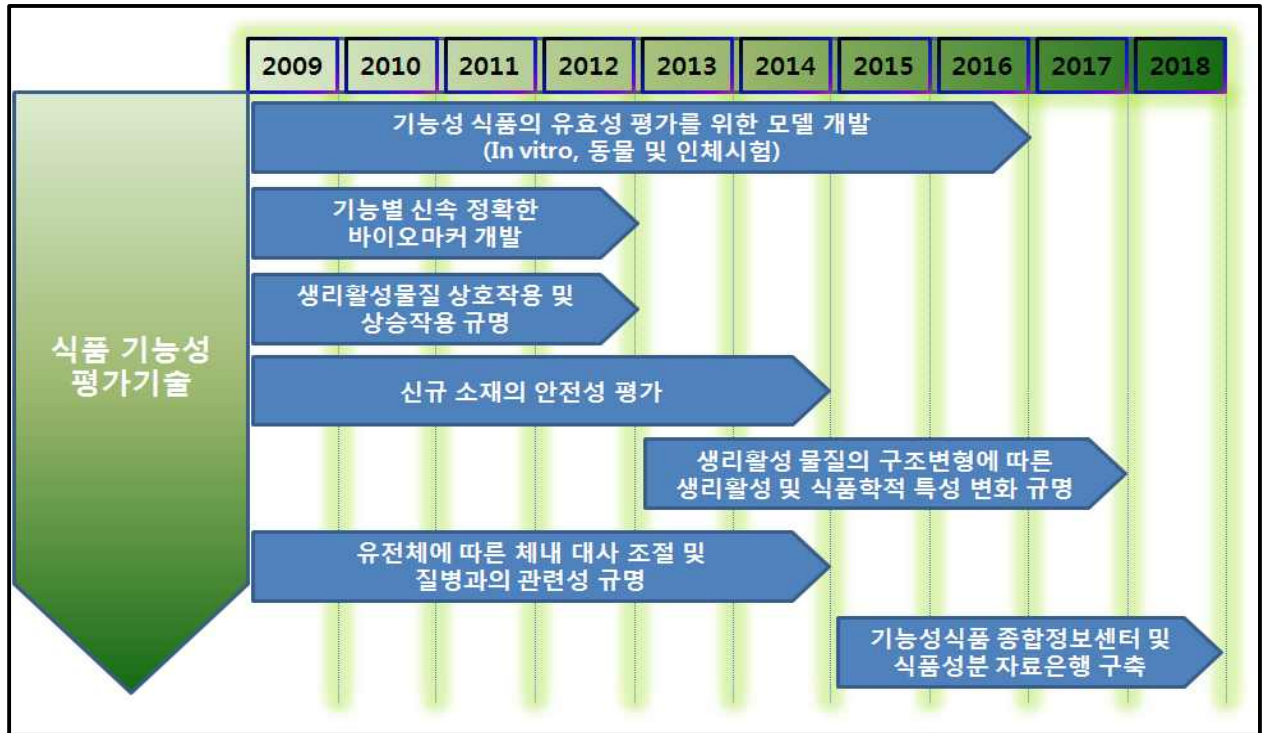 2009 2010 2011 2012 2013 2014 2015 2016 2017 2018
기능성 식품의 유효성 평가를 위한 모델 개발
(In vitro, 동물 및 인체시험)
기능별 신속 정확한
바이오마커 개발
생리활성물질 상호작용 및
상승작용 규명
식품 기능성
평가기술
신규 소재의 안전성 평가
생리활성 물질의 구조변형에 따른
생리활성 및 식품학적 특성 변화 규명
유전체에 따른 체내 대사 조절 및
질병과의 관련성 규명
기능성식품 종합정보센터 및
식품성분 자료은행 구축